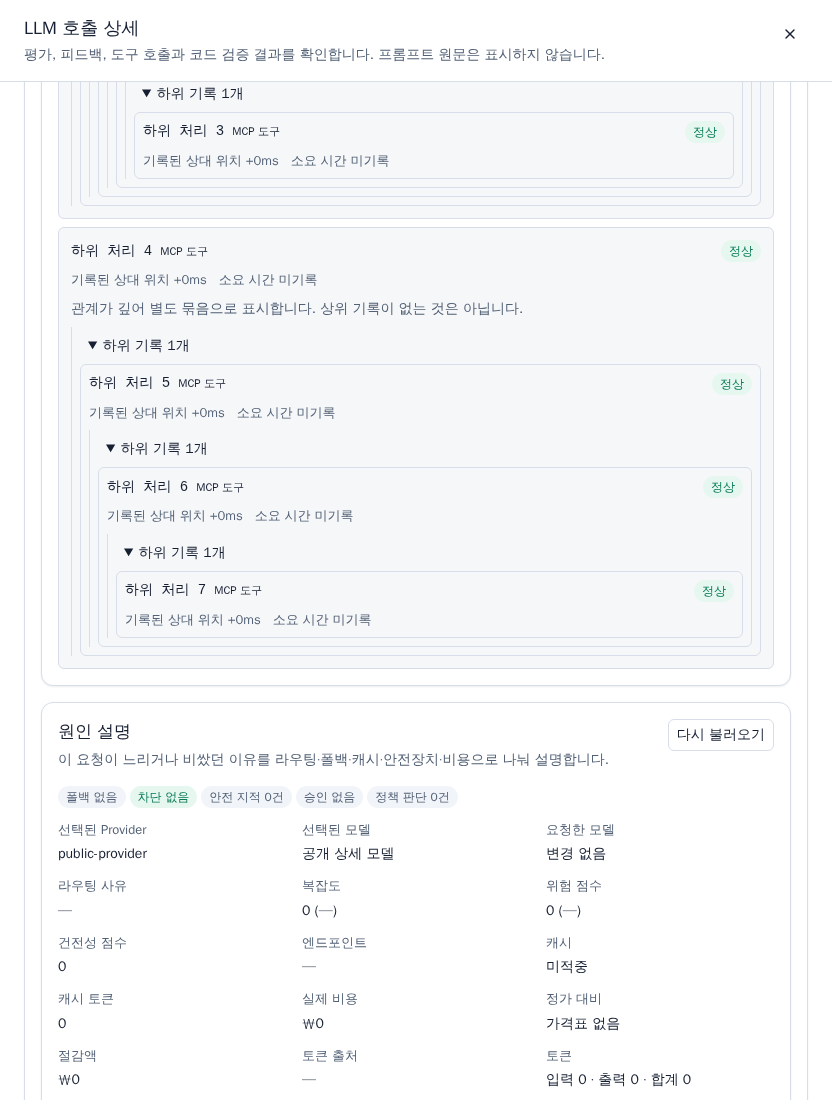 LLM 호출 상세
평가, 피드백, 도구 호출과 코드 검증 결과를 확인합니다. 프롬프트 원문은 표시하지 않습니다.
▼ 하위 기록 1개
하위 처리 3 MCP 도구 정상
기록된 상대 위치 +0ms 소요 시간 미기록
하위 처리 4 MCP 도구 정상
기록된 상대 위치 +0ms 소요 시간 미기록
관계가 깊어 별도 묶음으로 표시합니다. 상위 기록이 없는 것은 아닙니다.
▼ 하위 기록 1개
하위 처리 5 MCP 도구 정상
기록된 상대 위치 +0ms 소요 시간 미기록
▼ 하위 기록 1개
하위 처리 6 MCP 도구 정상
기록된 상대 위치 +0ms 소요 시간 미기록
▼ 하위 기록 1개
하위 처리 7 MCP 도구 정상
기록된 상대 위치 +0ms 소요 시간 미기록
원인 설명 다시 불러오기
이 요청이 느리거나 비쌌던 이유를 라우팅·폴백·캐시·안전장치·비용으로 나눠 설명합니다.
폴백 없음 차단 없음 안전 지적 0건 승인 없음 정책 판단 0건
선택된 Provider 선택된 모델 요청한 모델
public-provider 공개 상세 모델 변경 없음
라우팅 사유 복잡도 위험 점수
— 0 (—) 0 (—)
건전성 점수 엔드포인트 캐시
0 — 미적중
캐시 토큰 실제 비용 정가 대비
0 ₩0 가격표 없음
절감액 토큰 출처 토큰
₩0 — 입력 0 · 출력 0 · 합계 0